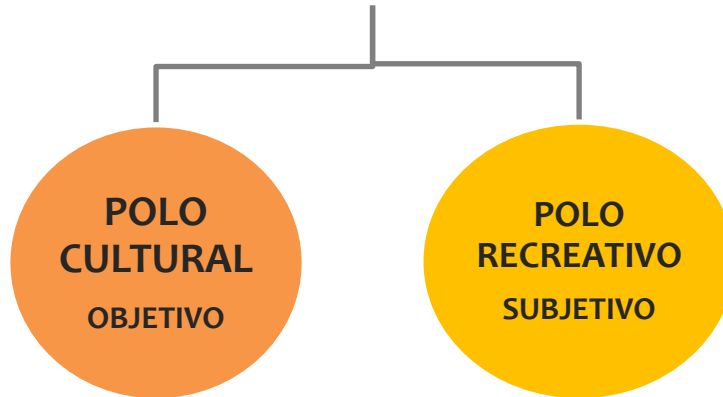 POLO
CULTURAL
OBJETIVO
POLO
RECREATIVO
SUBJETIVO